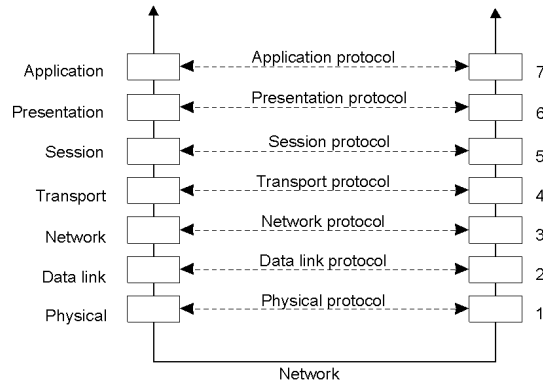 Application Application protocol 7
Presentation Presentation protocol 6
Session Session protocol 5
Transport Transport protocol 4
Network Network protocol 3
Data link Data link protocol 2
Physical Physical protocol 1
Network